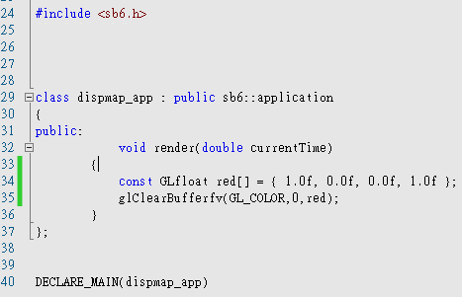 24 #include <sb6.h>
25
26
27
28
29 class dispmap_app : public sb6::application
30 {
31 public:
32 void render(double currentTime)
33 {
34 const GLfloat red[] = { 1.0f, 0.0f, 0.0f, 1.0f };
35 glClearBufferfv(GL_COLOR,0,red);
36 }
37 };
38
39
40 DECLARE_MAN(dispmap_app)